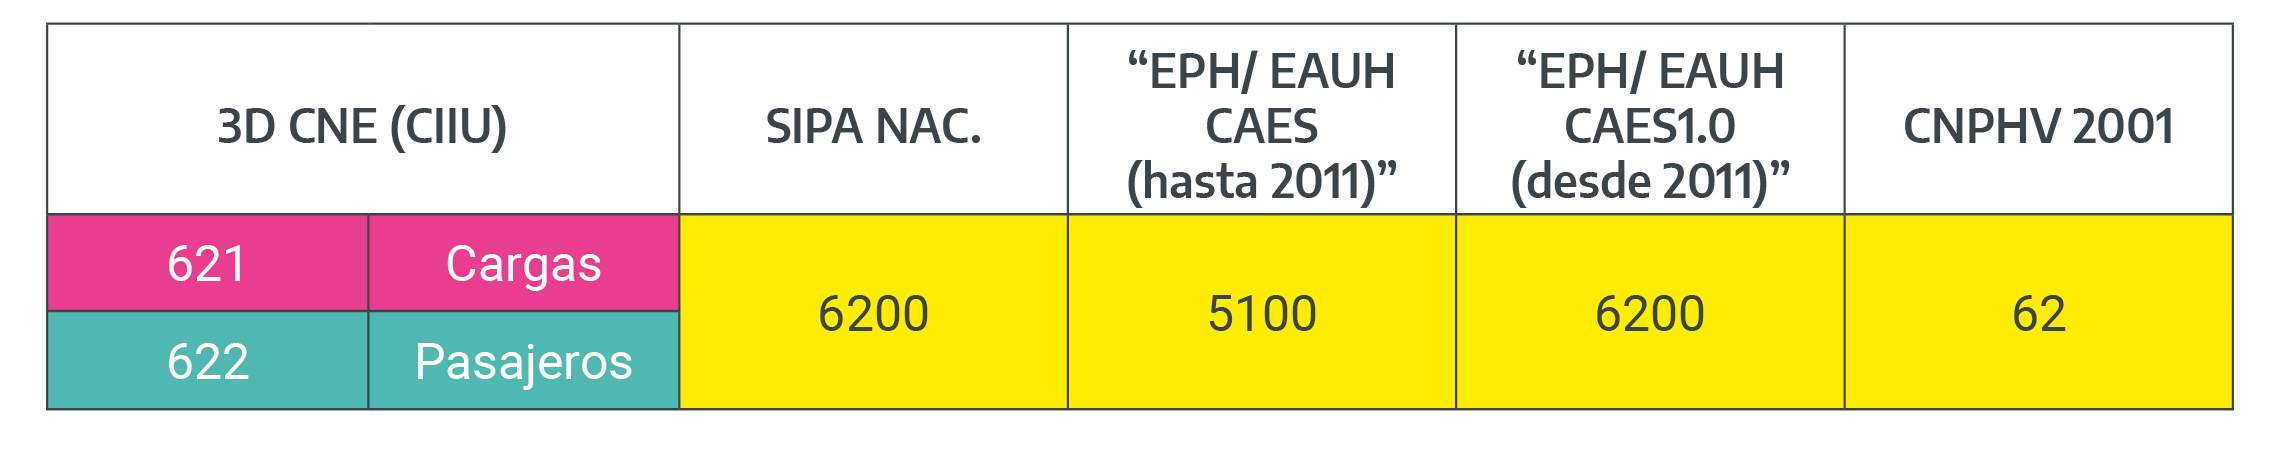 3D CNE (CIIU)
SIPA NAC.
“EPH/ EAUH
CAES
(hasta 2011)”
“EPH/ EAUH
CAES1.0
(desde 2011)”
CNPHV 2001
621 Cargas
622 Pasajeros
6200
5100
6200
62